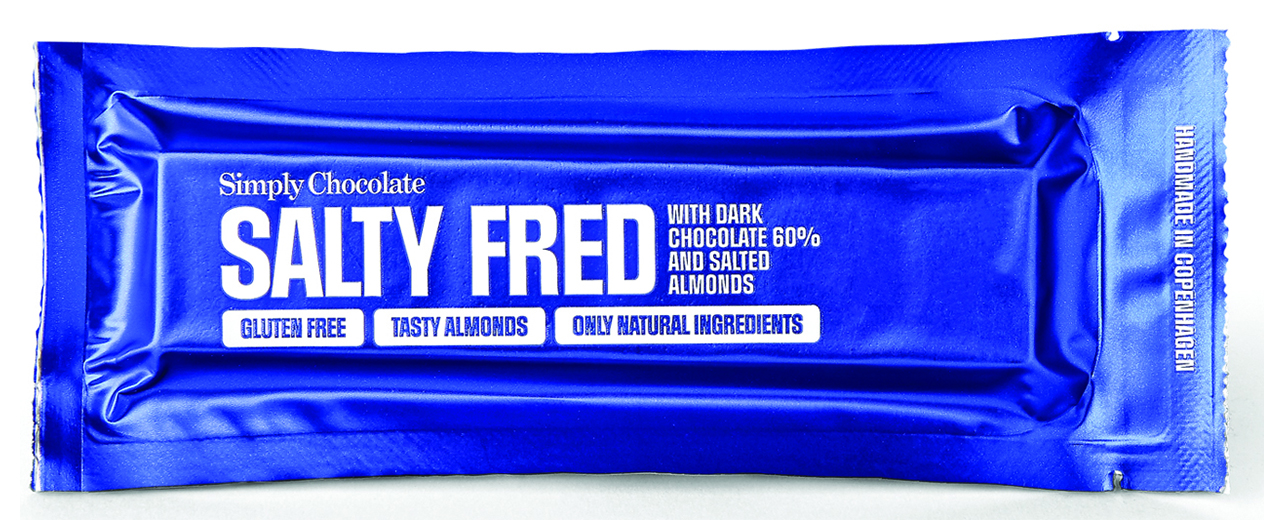 Simply Chocolate
SALTY FRED
WITH DARK
CHOCOLATE 60%
AND SALTED
ALMONDS
GLUTEN FREE
TASTY ALMONDS
ONLY NATURAL INGREDIENTS
HANDMADE IN COPENHAGEN